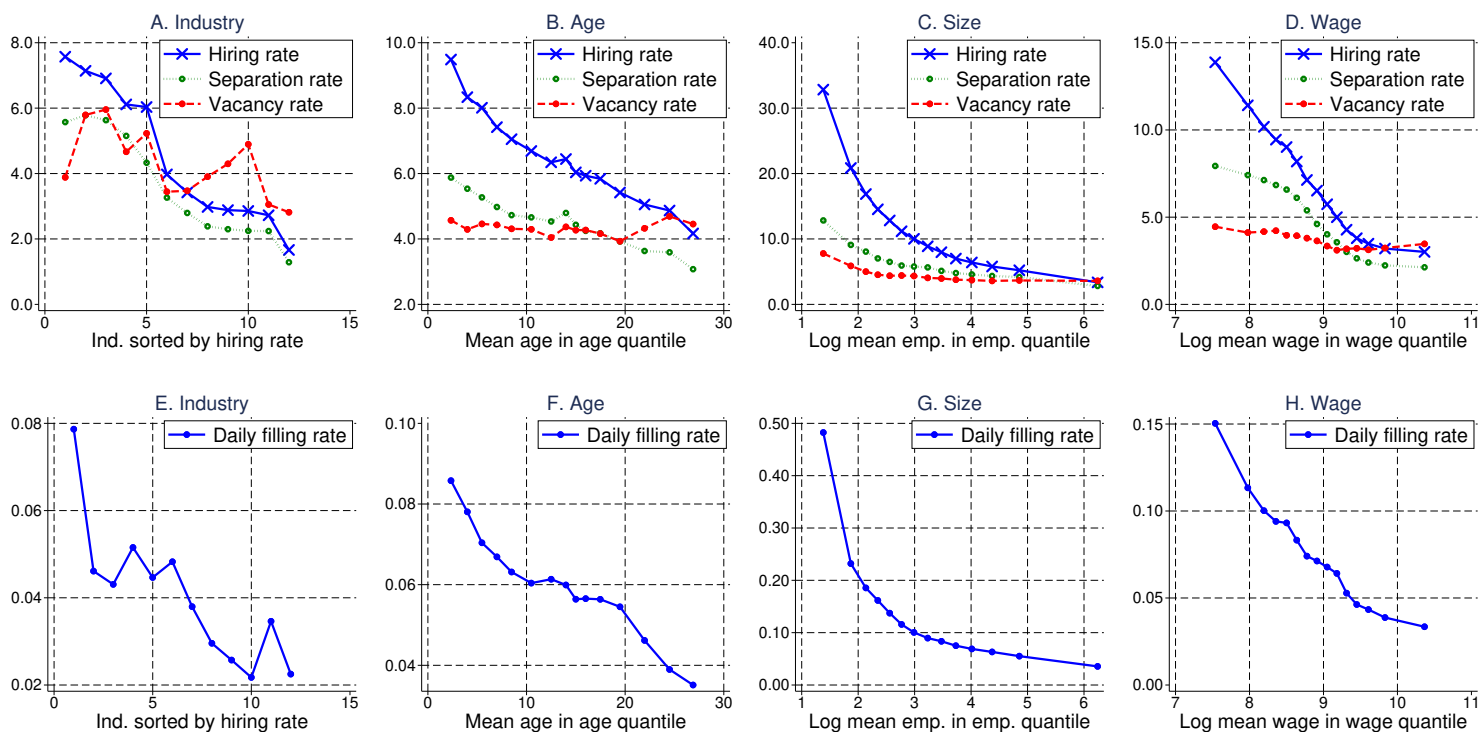 A. Industry
8.0
6.0
4.0
2.0
0.0
0 5 10 15
Ind. sorted by hiring rate
Hiring rate
Separation rate
Vacancy rate
B. Age
10.0
8.0
6.0
4.0
2.0
0 10 20 30
Mean age in age quantile
Hiring rate
Separation rate
Vacancy rate
C. Size
40.0
30.0
20.0
10.0
0.0
1 2 3 4 5 6
Log mean emp. in emp. quantile
Hiring rate
Separation rate
Vacancy rate
D. Wage
15.0
10.0
5.0
0.0
7 8 9 10 11
Log mean wage in wage quantile
Hiring rate
Separation rate
Vacancy rate
E. Industry
0.08
0.06
0.04
0.02
0 5 10 15
Ind. sorted by hiring rate
Daily filling rate
F. Age
0.10
0.08
0.06
0.04
0 10 20 30
Mean age in age quantile
Daily filling rate
G. Size
0.50
0.40
0.30
0.20
0.10
0.00
1 2 3 4 5 6
Log mean emp. in emp. quantile
Daily filling rate
H. Wage
0.15
0.10
0.05
0.00
7 8 9 10 11
Log mean wage in wage quantile
Daily filling rate